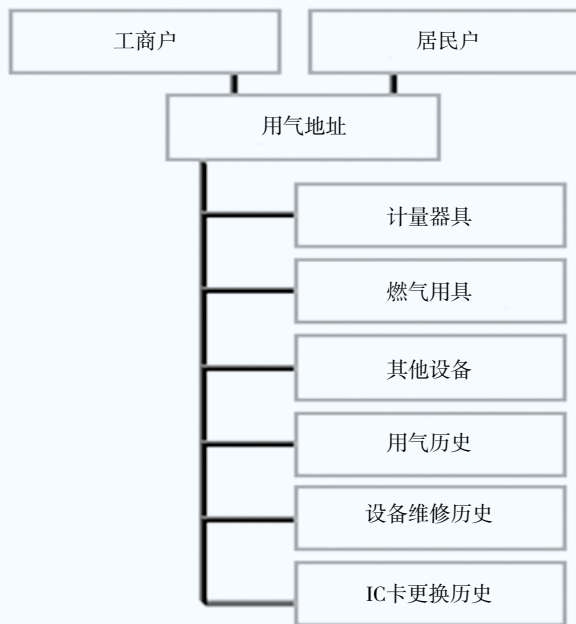 工商户
居民户
用气地址
计量器具
燃气用具
其他设备
用气历史
设备维修历史
IC卡更换历史